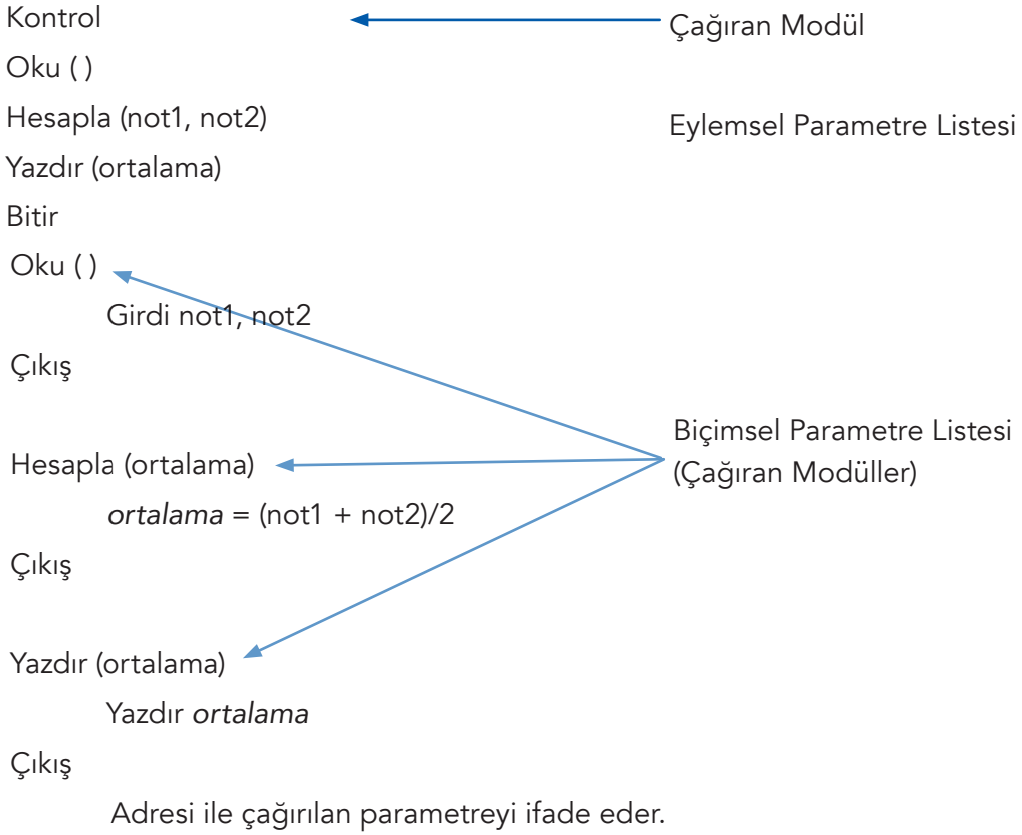 Kontrol
Çağıran Modül
Oku ( )
Hesapla (not1, not2)
Eylemsel Parametre Listesi
Yazdır (ortalama)
Bitir
Oku ( )
Girdi not1, not2
Çıkış
Biçimsel Parametre Listesi
(Çağıran Modüller)
Hesapla (ortalama)
ortalama = (not1 + not2)/2
Çıkış
Yazdır (ortalama)
Yazdır ortalama
Çıkış
Adresi ile çağırılan parametreyi ifade eder.